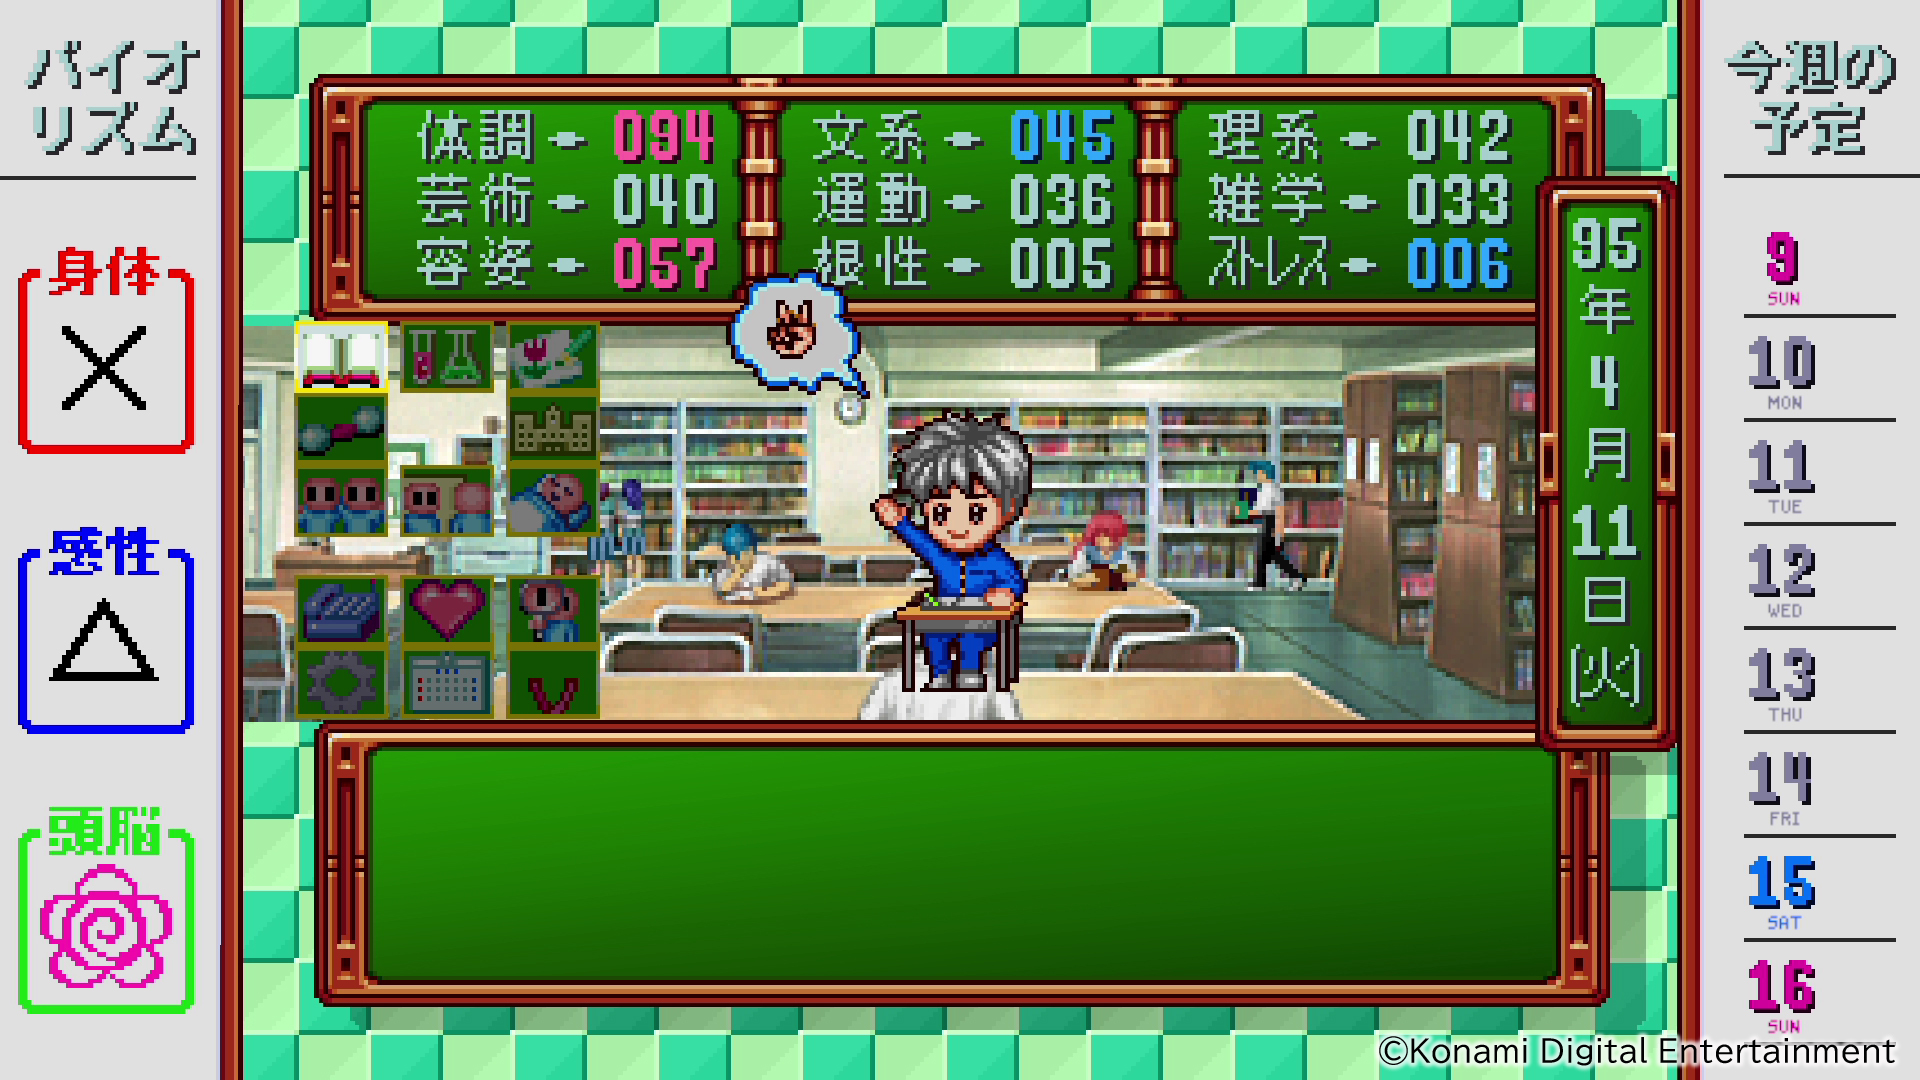 バイオ
リズム
身体
感性
頭脳
体調 094 文系 045 理系 042
芸術 040 運動 036 雑学 033
容姿 057 根性 005 ストレス 006
95
年
4
月
11
日
(火)
今週の
予定
9
SUN
10
MON
11
TUE
12
WED
13
THU
14
FRI
15
SAT
16
SUN
©Konami Digital Entertainment